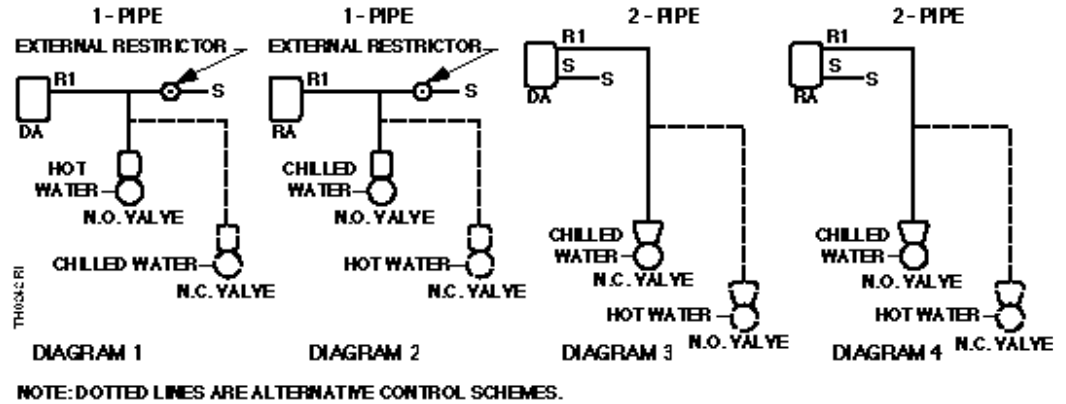 1-PIPE
EXTERNAL RESTRICTOR
R1
S
DA
HOT
WATER
N.O. VALVE
CHILLED WATER
N.C. VALVE
TH0242 R1
DIAGRAM 1
1-PIPE
EXTERNAL RESTRICTOR
R1
S
RA
CHILLED
WATER
N.O. VALVE
HOT WATER
N.C. VALVE
DIAGRAM 2
2-PIPE
R1
S
S
DA
CHILLED
WATER
N.C. VALVE
HOT WATER
N.O. VALVE
DIAGRAM 3
2-PIPE
R1
S
S
RA
CHILLED
WATER
N.O. VALVE
HOT WATER
N.C. VALVE
DIAGRAM 4
NOTE: DOTTED LINES ARE ALTERNATIVE CONTROL SCHEMES.